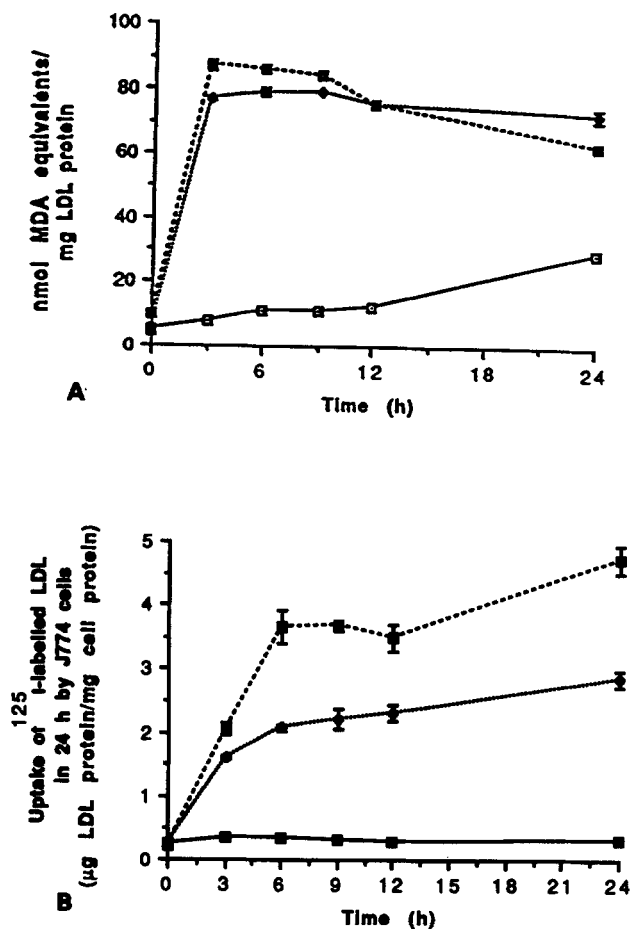 100
80
60
40
20
0
nmol MDA equivalents/
mg LDL protein
0 6 12 18 24
Time (h)
A
5
4
3
2
1
0
Uptake of 125 I-labelled LDL
in 24 h by J774 cells
(μg LDL protein/mg cell protein)
0 3 6 9 12 15 18 21 24
Time (h)
B